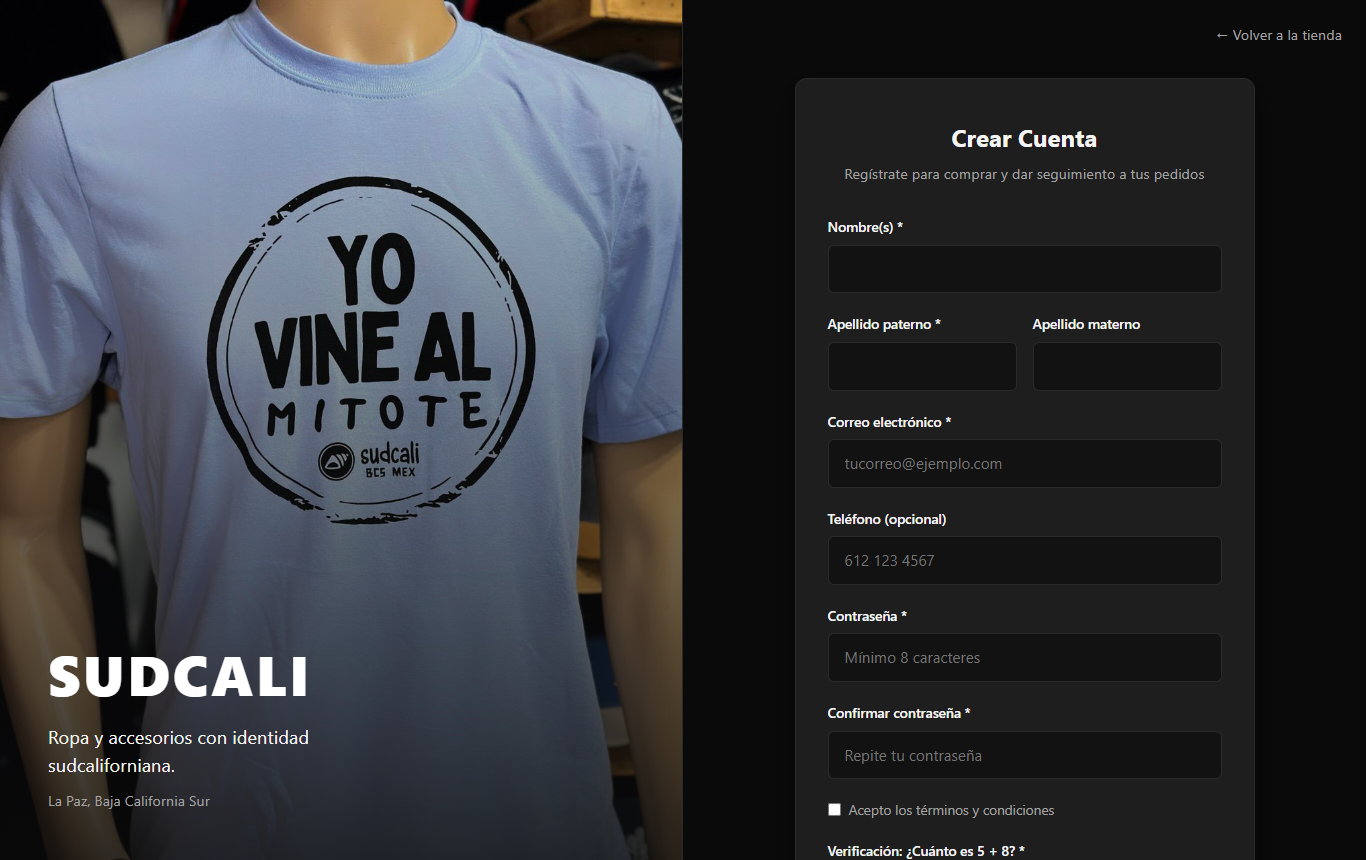 YO
VINE AL
MITOTE
sudcali
BCS MEX
SUDCALI
Ropa y accesorios con identidad
sudcaliforniana.
La Paz, Baja California Sur
← Volver a la tienda
Crear Cuenta
Regístrate para comprar y dar seguimiento a tus pedidos
Nombre(s) *
Apellido paterno *
Apellido materno
Correo electrónico *
tucorreo@ejemplo.com
Teléfono (opcional)
612 123 4567
Contraseña *
Mínimo 8 caracteres
Confirmar contraseña *
Repite tu contraseña
Acepto los términos y condiciones
Verificación: ¿Cuánto es 5 + 8? *